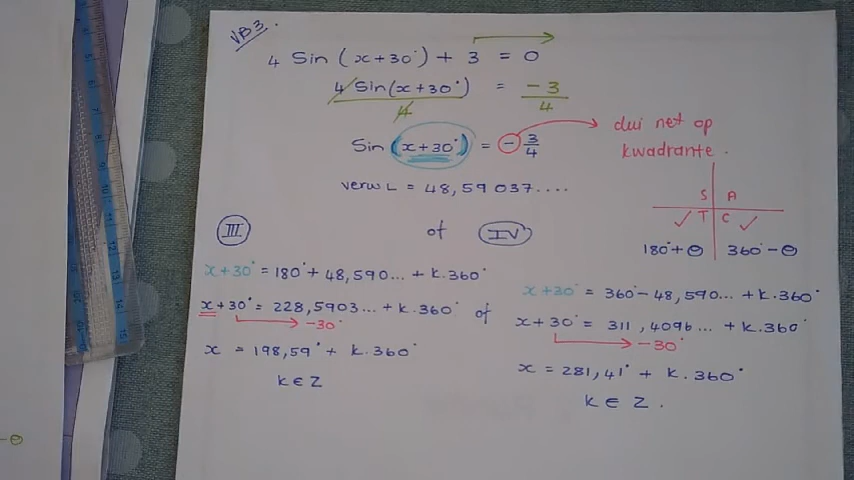 VB 3
4 Sin (x+30°) + 3 = 0
4 Sin(x+30°) / 4 = -3 / 4
Sin (x+30°) = - 3/4
dui net op
kwadrante.
verw L = 48,59037....
S A
T C
180°+θ 360°-θ
III of IV
x+30° = 180° + 48,590... + k.360°
x+30° = 228,5903... + k.360° of
-30°
x = 198,59° + k.360°
k ∈ Z
x+30° = 360° - 48,590... + k.360°
x+30° = 311,4096... + k.360°
-30°
x = 281,41° + k.360°
k ∈ Z.
-θ